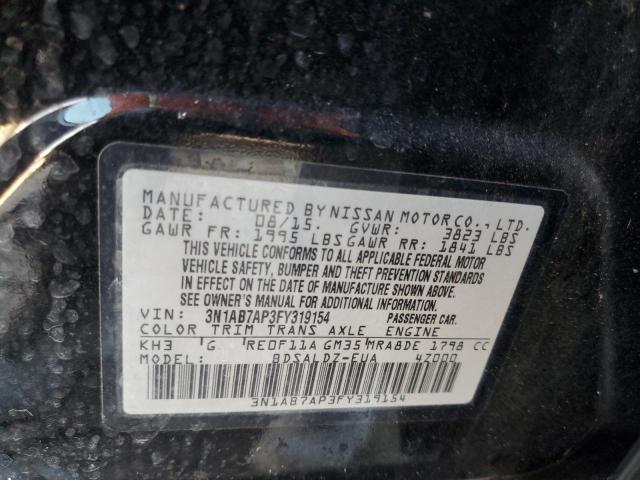 MANUFACTURED BY NISSAN MOTOR CO., LTD.
DATE: 08/15. GVWR: 3823 LBS
GAWR FR: 1995 LBS GAWR RR: 1841 LBS
THIS VEHICLE CONFORMS TO ALL APPLICABLE FEDERAL MOTOR
VEHICLE SAFETY, BUMPER AND THEFT PREVENTION STANDARDS
IN EFFECT ON THE DATE OF MANUFACTURE SHOWN ABOVE.
SEE OWNER'S MANUAL FOR ADDITIONAL INFORMATION.
VIN: 3N1AB7AP3FY319154 PASSENGER CAR.
COLOR TRIM TRANS AXLE ENGINE
KH3 G RE0F11A GM35 MRA8DE 1798 CC
MODEL: BDSALDZ-EUA 4Z000
3N1AB7AP3FY319154